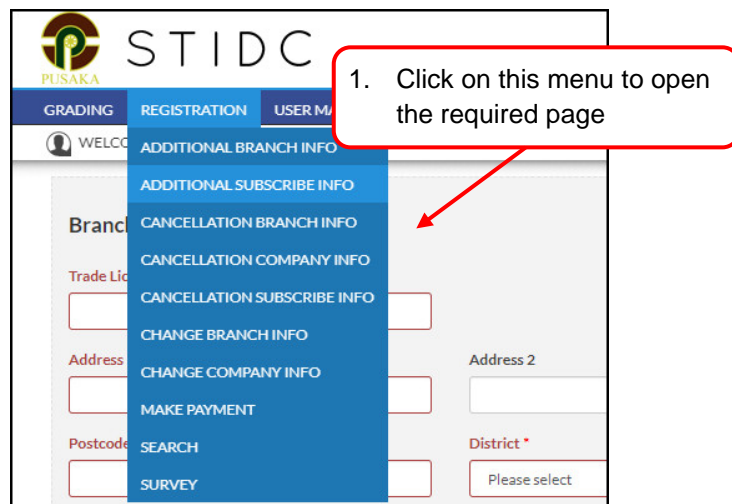 STIDC
PUSAKA
1. Click on this menu to open
the required page
GRADING REGISTRATION USER MA
WELCO
ADDITIONAL BRANCH INFO
ADDITIONAL SUBSCRIBE INFO
CANCELLATION BRANCH INFO
CANCELLATION COMPANY INFO
CANCELLATION SUBSCRIBE INFO
CHANGE BRANCH INFO
CHANGE COMPANY INFO
MAKE PAYMENT
SEARCH
SURVEY
Branc
Trade Lic
Address
Address 2
Postcode
District *
Please select